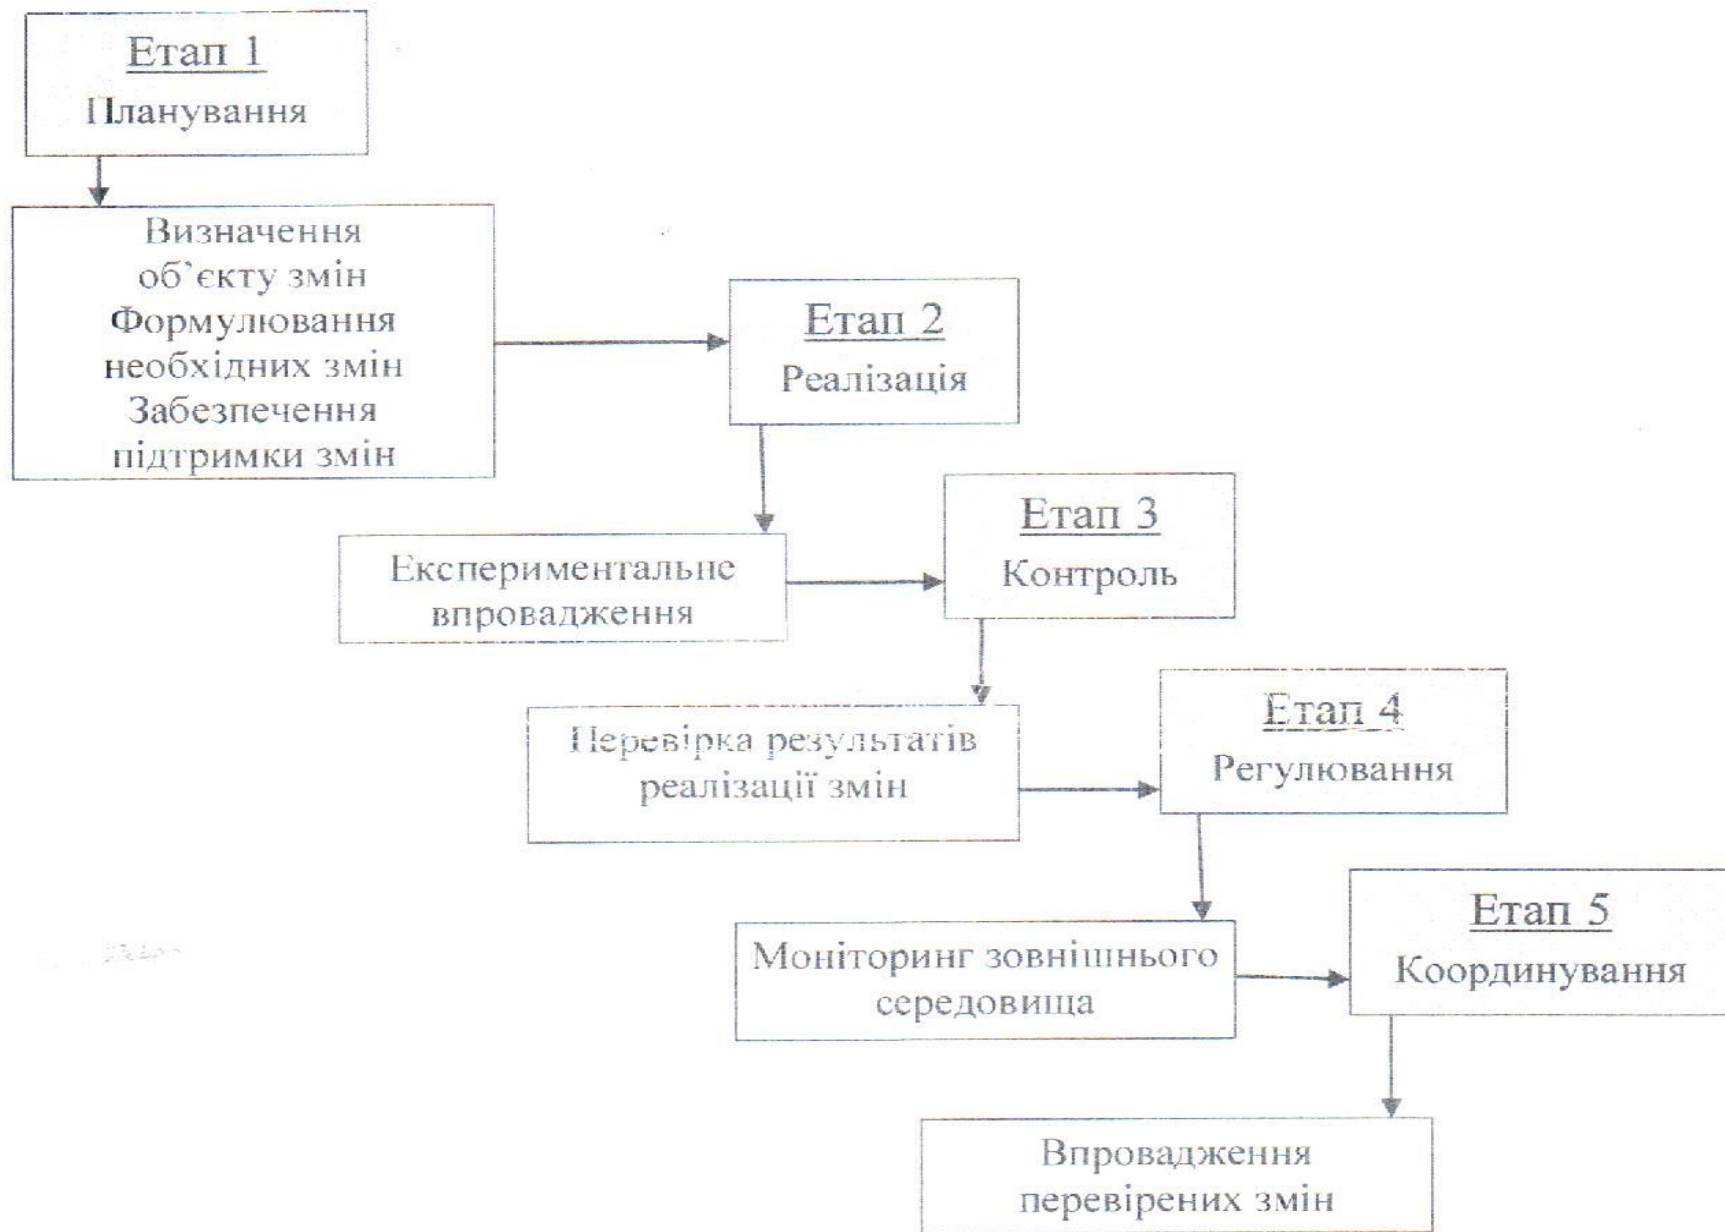 Етап 1
Планування
Визначення
об’єкту змін
Формулювання
необхідних змін
Забезпечення
підтримки змін
Етап 2
Реалізація
Експериментальне
впровадження
Етап 3
Контроль
Перевірка результатів
реалізації змін
Етап 4
Регулювання
Моніторинг зовнішнього
середовища
Етап 5
Координування
Впровадження
перевірених змін